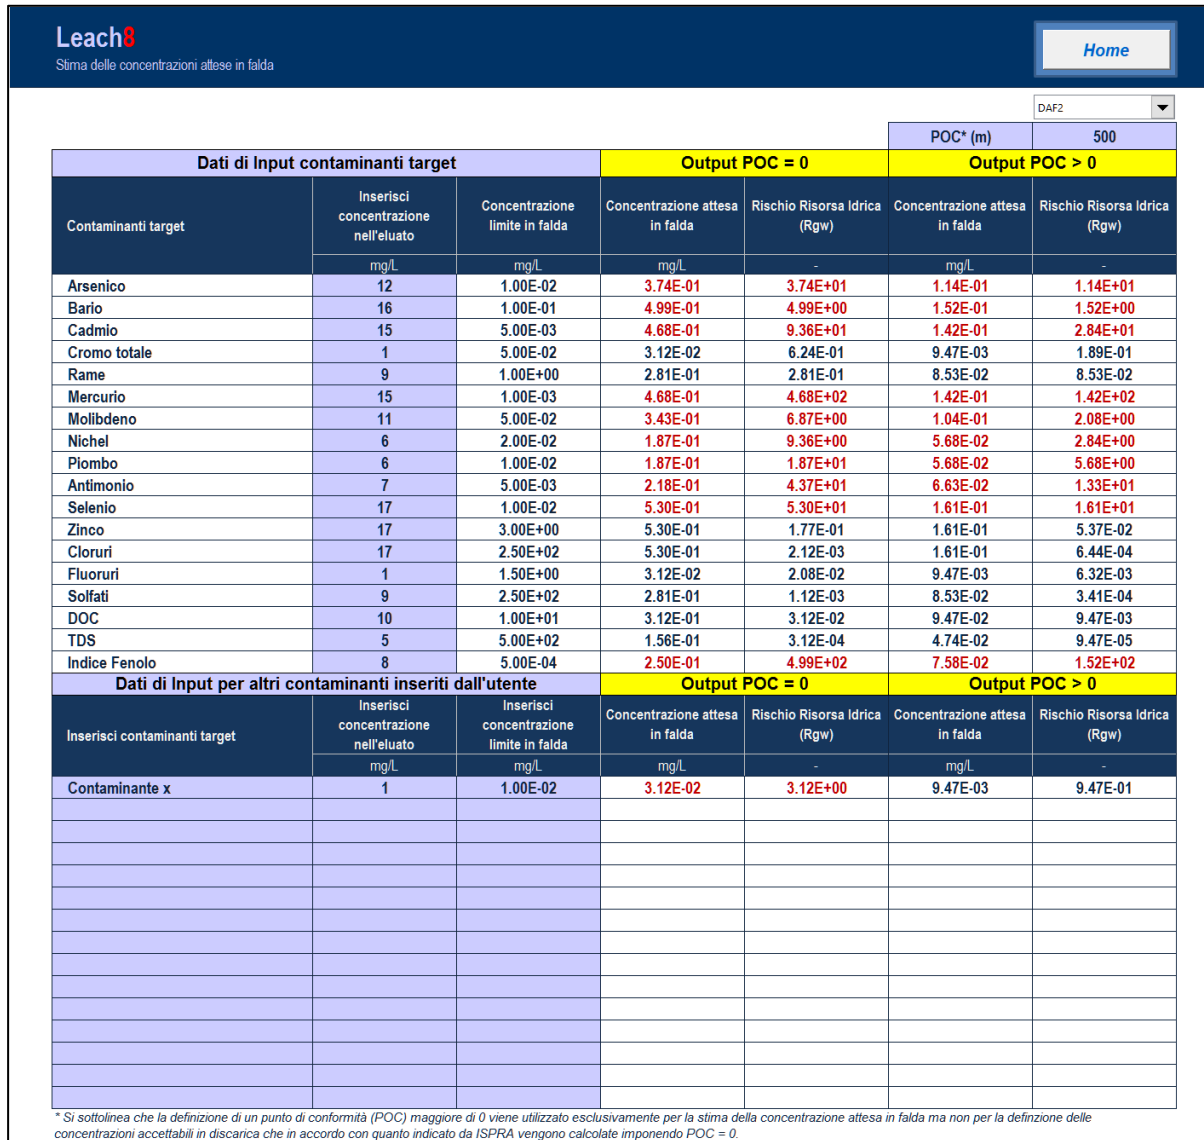 Leach8
Stima delle concentrazioni attese in falda
Home
DAF2
POC* (m) 500
Dati di Input contaminanti target Output POC = 0 Output POC > 0
Contaminanti target Inserisci concentrazione nell'eluato Concentrazione limite in falda Concentrazione attesa in falda Rischio Risorsa Idrica (Rgw) Concentrazione attesa in falda Rischio Risorsa Idrica (Rgw)
mg/L mg/L mg/L - mg/L -
Arsenico 12 1.00E-02 3.74E-01 3.74E+01 1.14E-01 1.14E+01
Bario 16 1.00E-01 4.99E-01 4.99E+00 1.52E-01 1.52E+00
Cadmio 15 5.00E-03 4.68E-01 9.36E+01 1.42E-01 2.84E+01
Cromo totale 1 5.00E-02 3.12E-02 6.24E-01 9.47E-03 1.89E-01
Rame 9 1.00E+00 2.81E-01 2.81E-01 8.53E-02 8.53E-02
Mercurio 15 1.00E-03 4.68E-01 4.68E+02 1.42E-01 1.42E+02
Molibdeno 11 5.00E-02 3.43E-01 6.87E+00 1.04E-01 2.08E+00
Nichel 6 2.00E-02 1.87E-01 9.36E+00 5.68E-02 2.84E+00
Piombo 6 1.00E-02 1.87E-01 1.87E+01 5.68E-02 5.68E+00
Antimonio 7 5.00E-03 2.18E-01 4.37E+01 6.63E-02 1.33E+01
Selenio 17 1.00E-02 5.30E-01 5.30E+01 1.61E-01 1.61E+01
Zinco 17 3.00E+00 5.30E-01 1.77E-01 1.61E-01 5.37E-02
Cloruri 17 2.50E+02 5.30E-01 2.12E-03 1.61E-01 6.44E-04
Fluoruri 1 1.50E+00 3.12E-02 2.08E-02 9.47E-03 6.32E-03
Solfati 9 2.50E+02 2.81E-01 1.12E-03 8.53E-02 3.41E-04
DOC 10 1.00E+01 3.12E-01 3.12E-02 9.47E-02 9.47E-03
TDS 5 5.00E+02 1.56E-01 3.12E-04 4.74E-02 9.47E-05
Indice Fenolo 8 5.00E-04 2.50E-01 4.99E+02 7.58E-02 1.52E+02
Dati di Input per altri contaminanti inseriti dall'utente Output POC = 0 Output POC > 0
Inserisci contaminanti target Inserisci concentrazione nell'eluato Inserisci concentrazione limite in falda Concentrazione attesa in falda Rischio Risorsa Idrica (Rgw) Concentrazione attesa in falda Rischio Risorsa Idrica (Rgw)
mg/L mg/L mg/L - mg/L -
Contaminante x 1 1.00E-02 3.12E-02 3.12E+00 9.47E-03 9.47E-01
* Si sottolinea che la definizione di un punto di conformità (POC) maggiore di 0 viene utilizzato esclusivamente per la stima della concentrazione attesa in falda ma non per la definzione delle
concentrazioni accettabili in discarica che in accordo con quanto indicato da ISPRA vengono calcolate imponendo POC = 0.